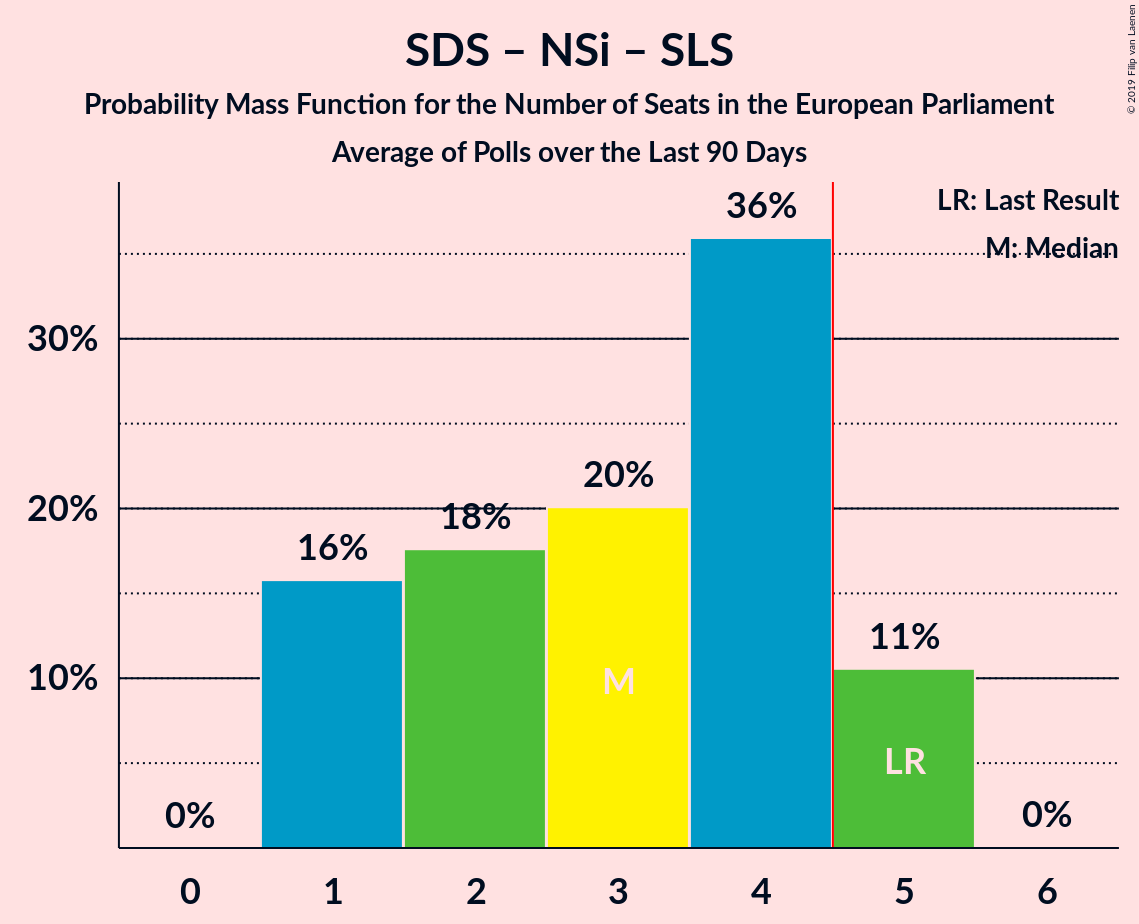 SDS – NSi – SLS
Probability Mass Function for the Number of Seats in the European Parliament
Average of Polls over the Last 90 Days
© 2019 Filip van Laenen
LR: Last Result
M: Median
36%
30%
20%
20%
18%
16%
11%
10%
M
LR
0%
0%
0 1 2 3 4 5 6